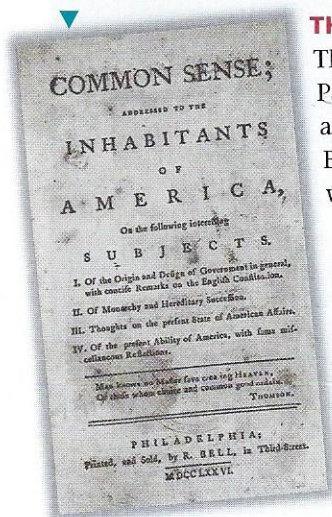 COMMON SENSE;
ADDRESSED TO THE
INHABITANTS
OF
AMERICA,
On the following interesting
SUBJECTS.
I. Of the Origin and Design of Government in general,
with concise Remarks on the English Constitution.
II. Of Monarchy and Hereditary Succession.
III. Thoughts on the present State of American Affairs.
IV. Of the present Ability of America, with some mis-
cellaneous Reflections.
Man knows no Master save creating HEAVEN,
Or those whom choice and common good ordain.
THOMSON.
PHILADELPHIA;
Printed, and Sold, by R. BELL, in Third-Street.
MDCCLXXVI.
TH
Th
P
a
w